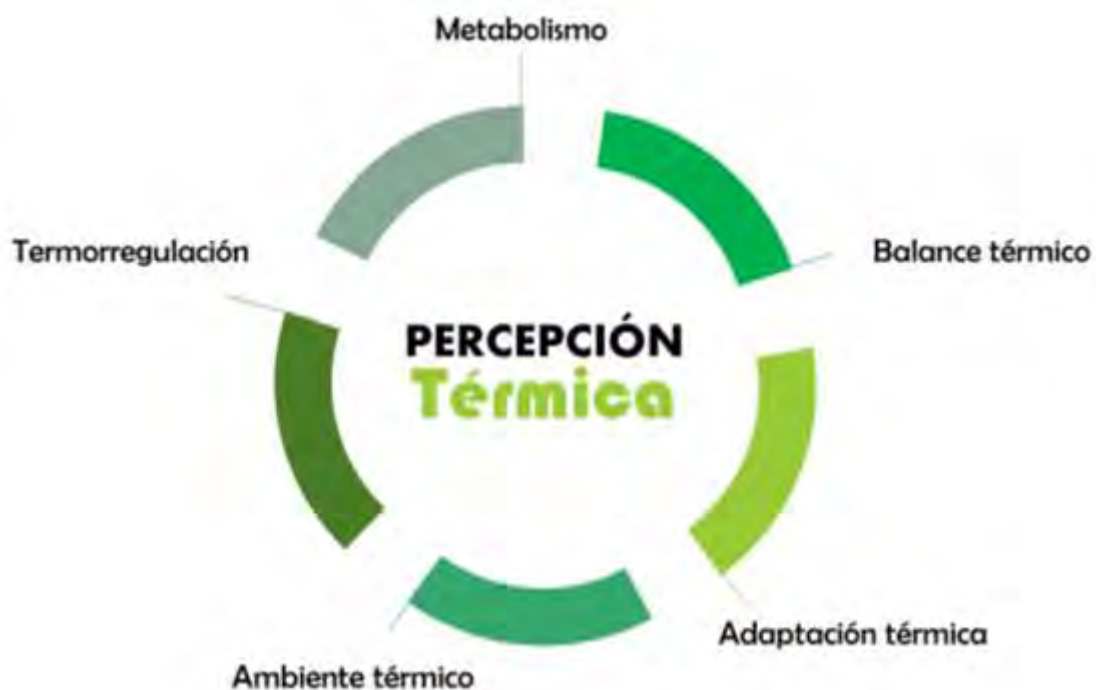 Metabolismo
Termorregulación
Balance térmico
PERCEPCIÓN
Térmica
Adaptación térmica
Ambiente térmico